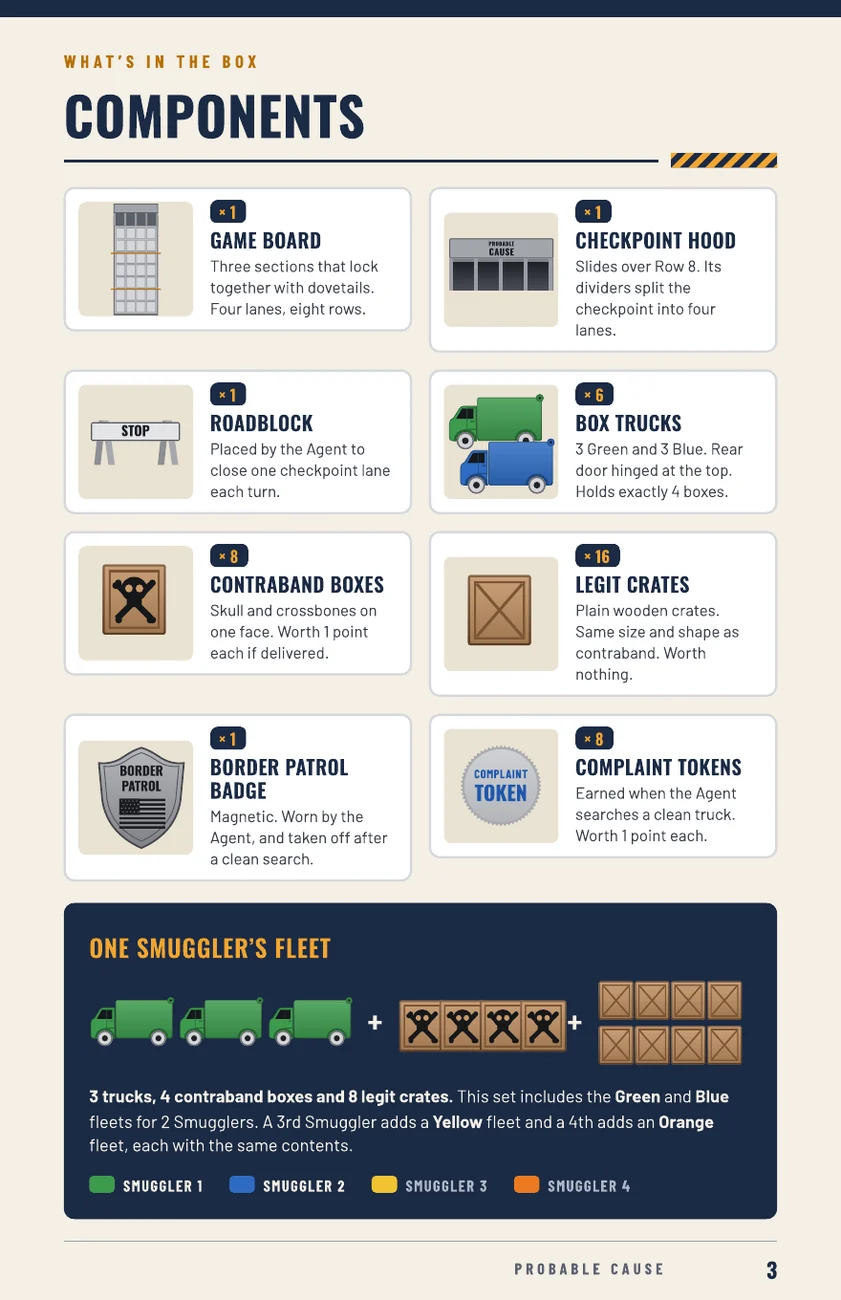 WHAT'S IN THE BOX
COMPONENTS
× 1
GAME BOARD
Three sections that lock
together with dovetails.
Four lanes, eight rows.
PROBABLE
CAUSE
× 1
CHECKPOINT HOOD
Slides over Row 8. Its
dividers split the
checkpoint into four
lanes.
STOP
× 1
ROADBLOCK
Placed by the Agent to
close one checkpoint lane
each turn.
× 6
BOX TRUCKS
3 Green and 3 Blue. Rear
door hinged at the top.
Holds exactly 4 boxes.
× 8
CONTRABAND BOXES
Skull and crossbones on
one face. Worth 1 point
each if delivered.
× 16
LEGIT CRATES
Plain wooden crates.
Same size and shape as
contraband. Worth
nothing.
BORDER
PATROL
× 1
BORDER PATROL
BADGE
Magnetic. Worn by the
Agent, and taken off after
a clean search.
COMPLAINT
TOKEN
× 8
COMPLAINT TOKENS
Earned when the Agent
searches a clean truck.
Worth 1 point each.
ONE SMUGGLER'S FLEET
+ +
3 trucks, 4 contraband boxes and 8 legit crates. This set includes the Green and Blue
fleets for 2 Smugglers. A 3rd Smuggler adds a Yellow fleet and a 4th adds an Orange
fleet, each with the same contents.
SMUGGLER 1 SMUGGLER 2 SMUGGLER 3 SMUGGLER 4
PROBABLE CAUSE 3